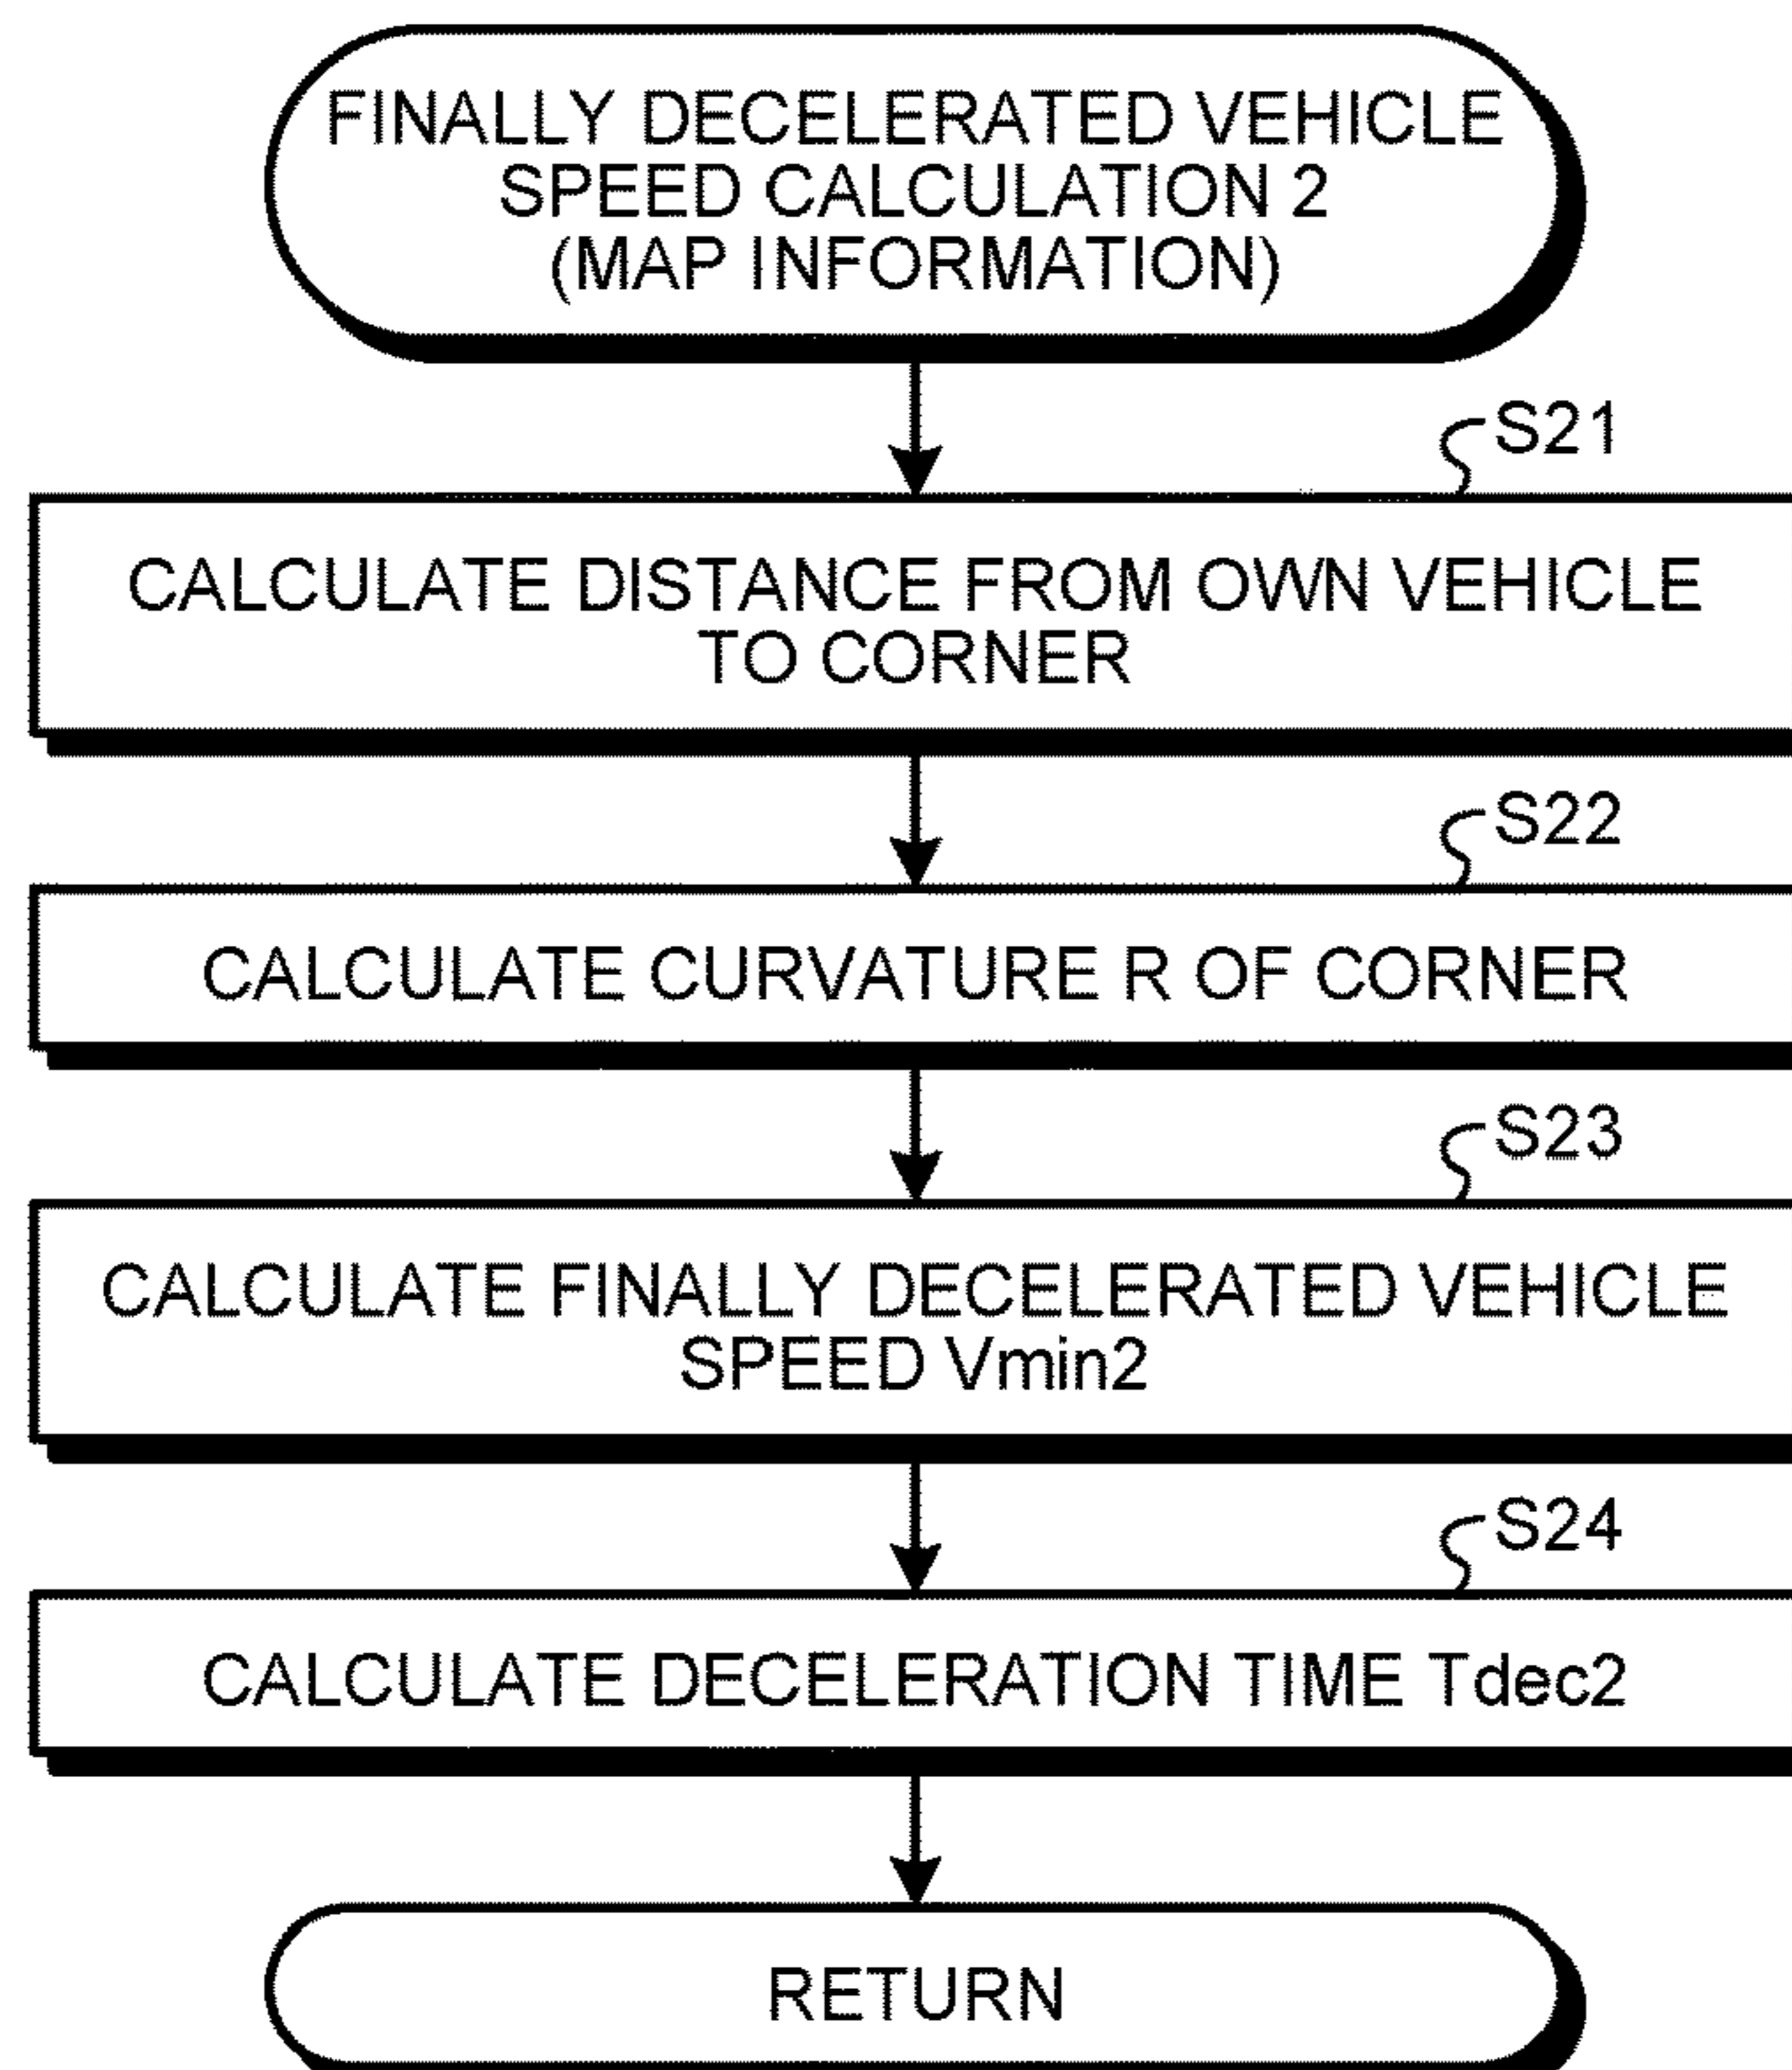 FINALLY DECELERATED VEHICLE
SPEED CALCULATION 2
(MAP INFORMATION)
S21
CALCULATE DISTANCE FROM OWN VEHICLE
TO CORNER
S22
CALCULATE CURVATURE R OF CORNER
S23
CALCULATE FINALLY DECELERATED VEHICLE
SPEED Vmin2
S24
CALCULATE DECELERATION TIME Tdec2
RETURN